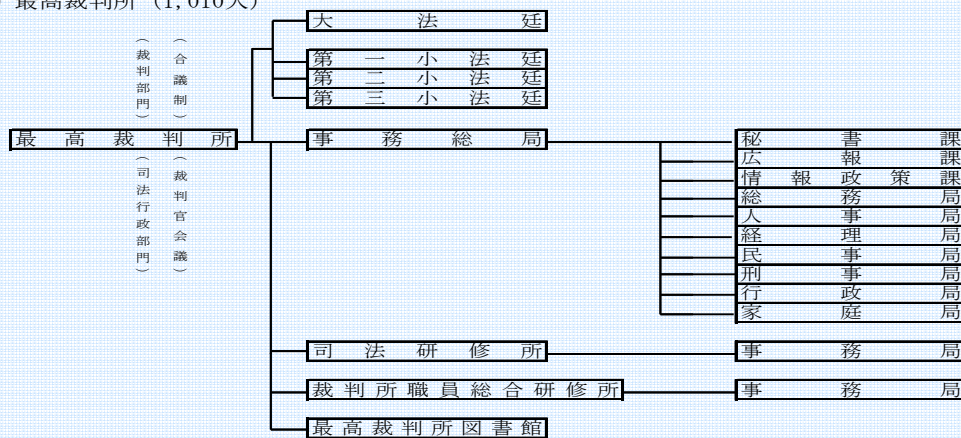 最高裁判所（1,010人）
大法廷
（裁判部門）
（合議制）
第一小法廷
第二小法廷
第三小法廷
最高裁判所
事務総局
秘書課
広報課
情報政策課
総務局
人事局
経理局
民事局
刑事局
行政局
家庭局
（司法行政部門）
（裁判官会議）
司法研修所
事務局
裁判所職員総合研修所
事務局
最高裁判所図書館